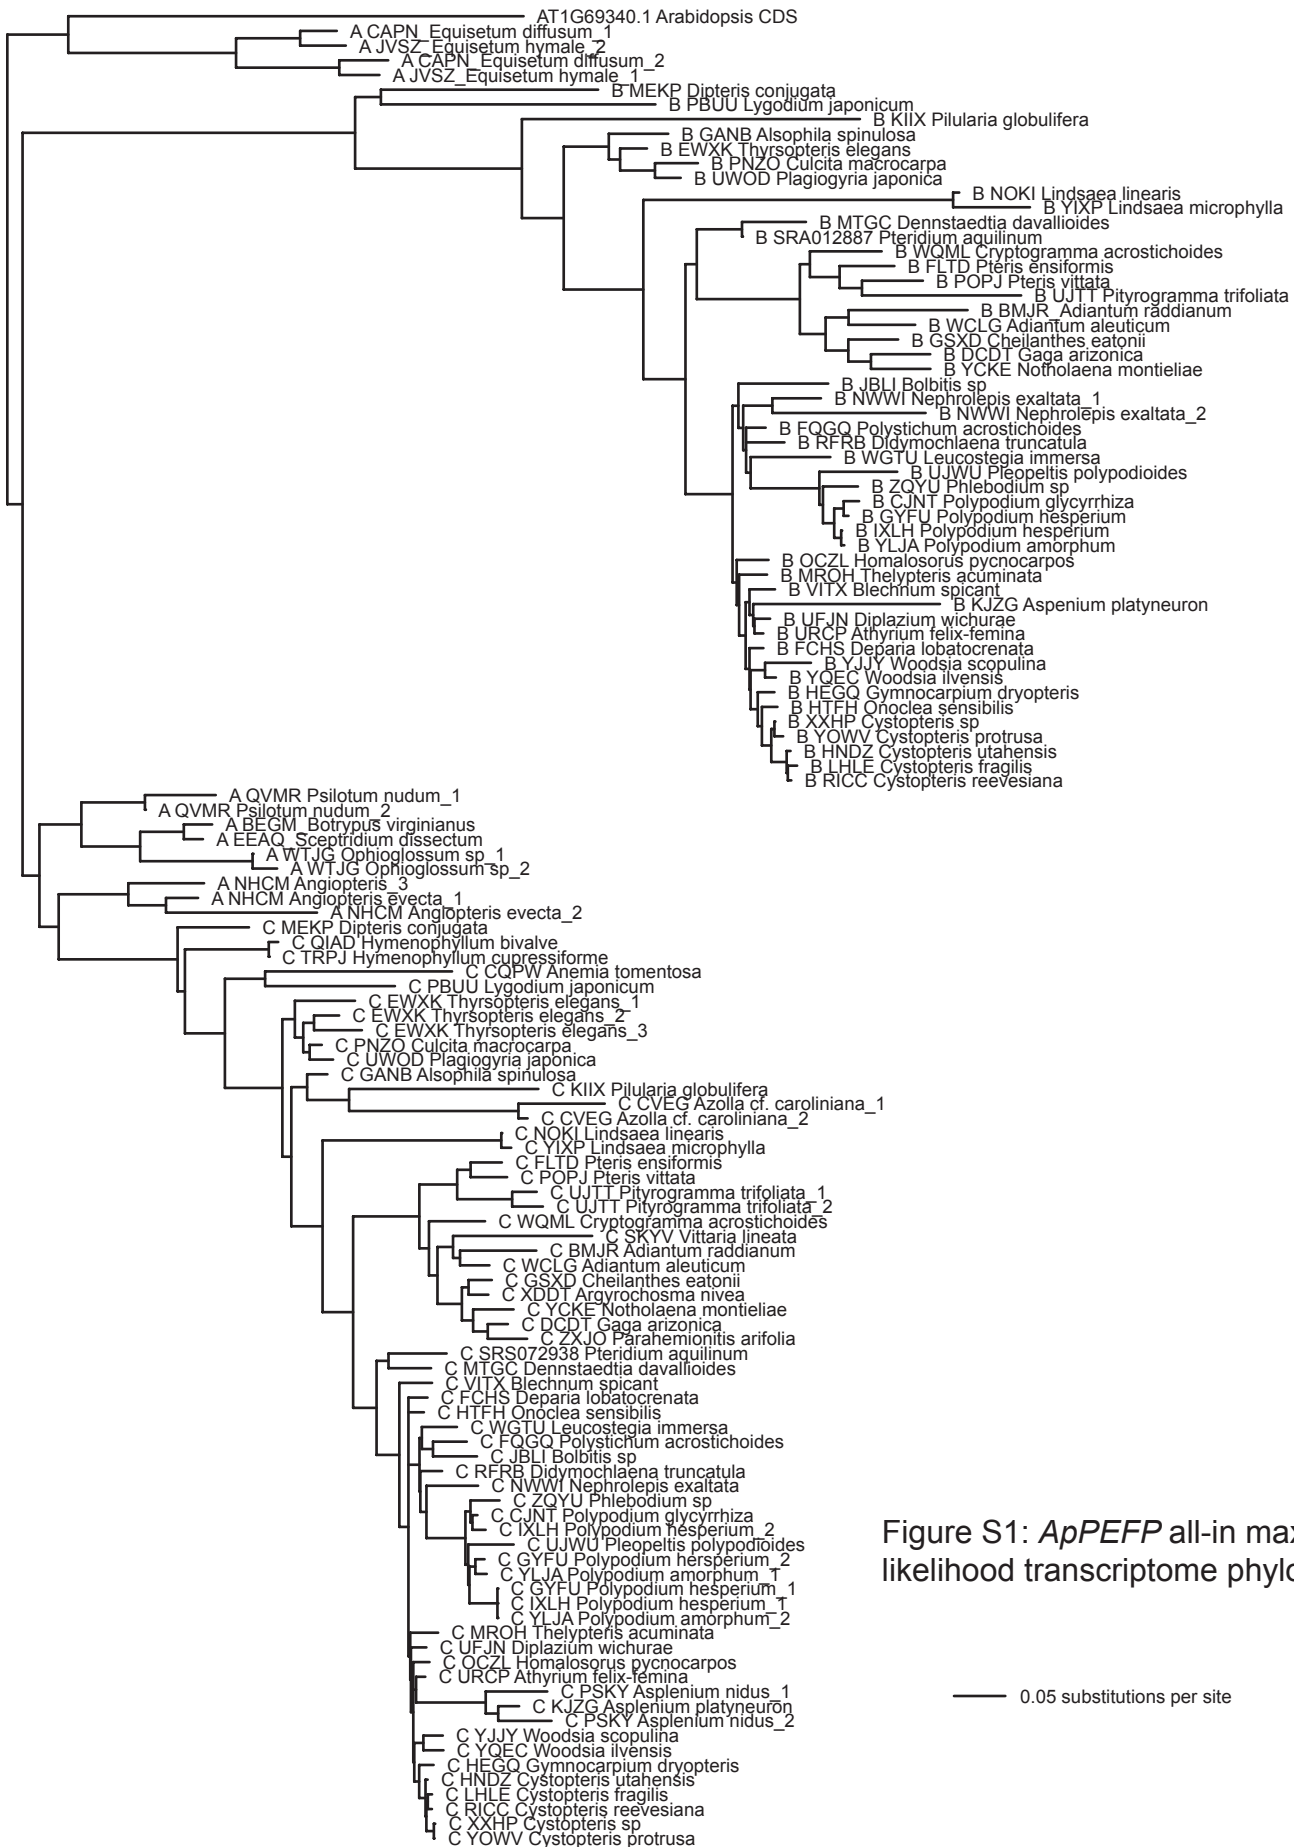 AT1G69340.1 Arabidopsis CDS
A CAPN_Equisetum diffusum_1
A JVSZ_Equisetum hymale_2
A CAPN_Equisetum diffusum_2
A JVSZ_Equisetum hymale_1
B MEKP Dipteris conjugata
B PBUU Lygodium japonicum
B KIIX Pilularia globulifera
B GANB Alsophila spinulosa
B EWXK Thyrsopteris elegans
B PNZO Culcita macrocarpa
B UWOD Plagiogyria japonica
B NOKI Lindsaea linearis
B YIXP Lindsaea microphylla
B MTGC Dennstaedtia davallioides
B SRA012887 Pteridium aquilinum
B WQML Cryptogramma acrostichoides
B FLTD Pteris ensiformis
B POPJ Pteris vittata
B UJTT Pityrogramma trifoliata
B BMJR_Adiantum raddianum
B WCLG Adiantum aleuticum
B GSXD Cheilanthes eatonii
B DCDT Gaga arizonica
B YCKE Notholaena montieliae
B JBLI Bolbitis sp
B NWWI Nephrolepis exaltata_1
B NWWI Nephrolepis exaltata_2
B FQGQ Polystichum acrostichoides
B RFRB Didymochlaena truncatula
B WGTU Leucostegia immersa
B UJWU Pleopeltis polypodioides
B ZQYU Phlebodium sp
B CJNT Polypodium glycyrrhiza
B GYFU Polypodium hesperium
B IXLH Polypodium hesperium
B YLJA Polypodium amorphum
B OCZL Homalosorus pycnocarpos
B MROH Thelypteris acuminata
B VITX Blechnum spicant
B KJZG Aspenium platyneuron
B UFJN Diplazium wichurae
B URCP Athyrium felix-femina
B FCHS Deparia lobatocrenata
B YJJY Woodsia scopulina
B YQEC Woodsia ilvensis
B HEGQ Gymnocarpium dryopteris
B HTFH Onoclea sensibilis
B XXHP Cystopteris sp
B YOWV Cystopteris protrusa
B HNDZ Cystopteris utahensis
B LHLE Cystopteris fragilis
B RICC Cystopteris reevesiana
A QVMR Psilotum nudum_1
A QVMR Psilotum nudum_2
A BEGM_Botrypus virginianus
A EEAQ_Sceptridium dissectum
A WTJG Ophioglossum sp_1
A WTJG Ophioglossum sp_2
A NHCM Angiopteris_3
A NHCM Angiopteris evecta_1
A NHCM Angiopteris evecta_2
C MEKP Dipteris conjugata
C QIAD Hymenophyllum bivalve
C TRPJ Hymenophyllum cupressiforme
C CQPW Anemia tomentosa
C PBUU Lygodium japonicum
C EWXK Thyrsopteris elegans_1
C EWXK Thyrsopteris elegans_2
C EWXK Thyrsopteris elegans_3
C PNZO Culcita macrocarpa
C UWOD Plagiogyria japonica
C GANB Alsophila spinulosa
C KIIX Pilularia globulifera
C CVEG Azolla cf. caroliniana_1
C CVEG Azolla cf. caroliniana_2
C NOKI Lindsaea linearis
C YIXP Lindsaea microphylla
C FLTD Pteris ensiformis
C POPJ Pteris vittata
C UJTT Pityrogramma trifoliata_1
C UJTT Pityrogramma trifoliata_2
C WQML Cryptogramma acrostichoides
C SKYV Vittaria lineata
C BMJR Adiantum raddianum
C WCLG Adiantum aleuticum
C GSXD Cheilanthes eatonii
C XDDT Argyrochosma nivea
C YCKE Notholaena montieliae
C DCDT Gaga arizonica
C ZXJO Parahemionitis arifolia
C SRS072938 Pteridium aquilinum
C MTGC Dennstaedtia davallioides
C VITX Blechnum spicant
C FCHS Deparia lobatocrenata
C HTFH Onoclea sensibilis
C WGTU Leucostegia immersa
C FQGQ Polystichum acrostichoides
C JBLI Bolbitis sp
C RFRB Didymochlaena truncatula
C NWWI Nephrolepis exaltata
C ZQYU Phlebodium sp
C CJNT Polypodium glycyrrhiza
C IXLH Polypodium hesperium_2
C UJWU Pleopeltis polypodioides
C GYFU Polypodium hersperium_2
C YLJA Polypodium amorphum_1
C GYFU Polypodium hesperium_1
C IXLH Polypodium hesperium_1
C YLJA Polypodium amorphum_2
C MROH Thelypteris acuminata
C UFJN Diplazium wichurae
C OCZL Homalosorus pycnocarpos
C URCP Athyrium felix-femina
C PSKY Asplenium nidus_1
C KJZG Asplenium platyneuron
C PSKY Asplenium nidus_2
C YJJY Woodsia scopulina
C YQEC Woodsia ilvensis
C HEGQ Gymnocarpium dryopteris
C HNDZ Cystopteris utahensis
C LHLE Cystopteris fragilis
C RICC Cystopteris reevesiana
C XXHP Cystopteris sp
C YOWV Cystopteris protrusa
Figure S1: ApPEFP all-in max
likelihood transcriptome phylo
0.05 substitutions per site